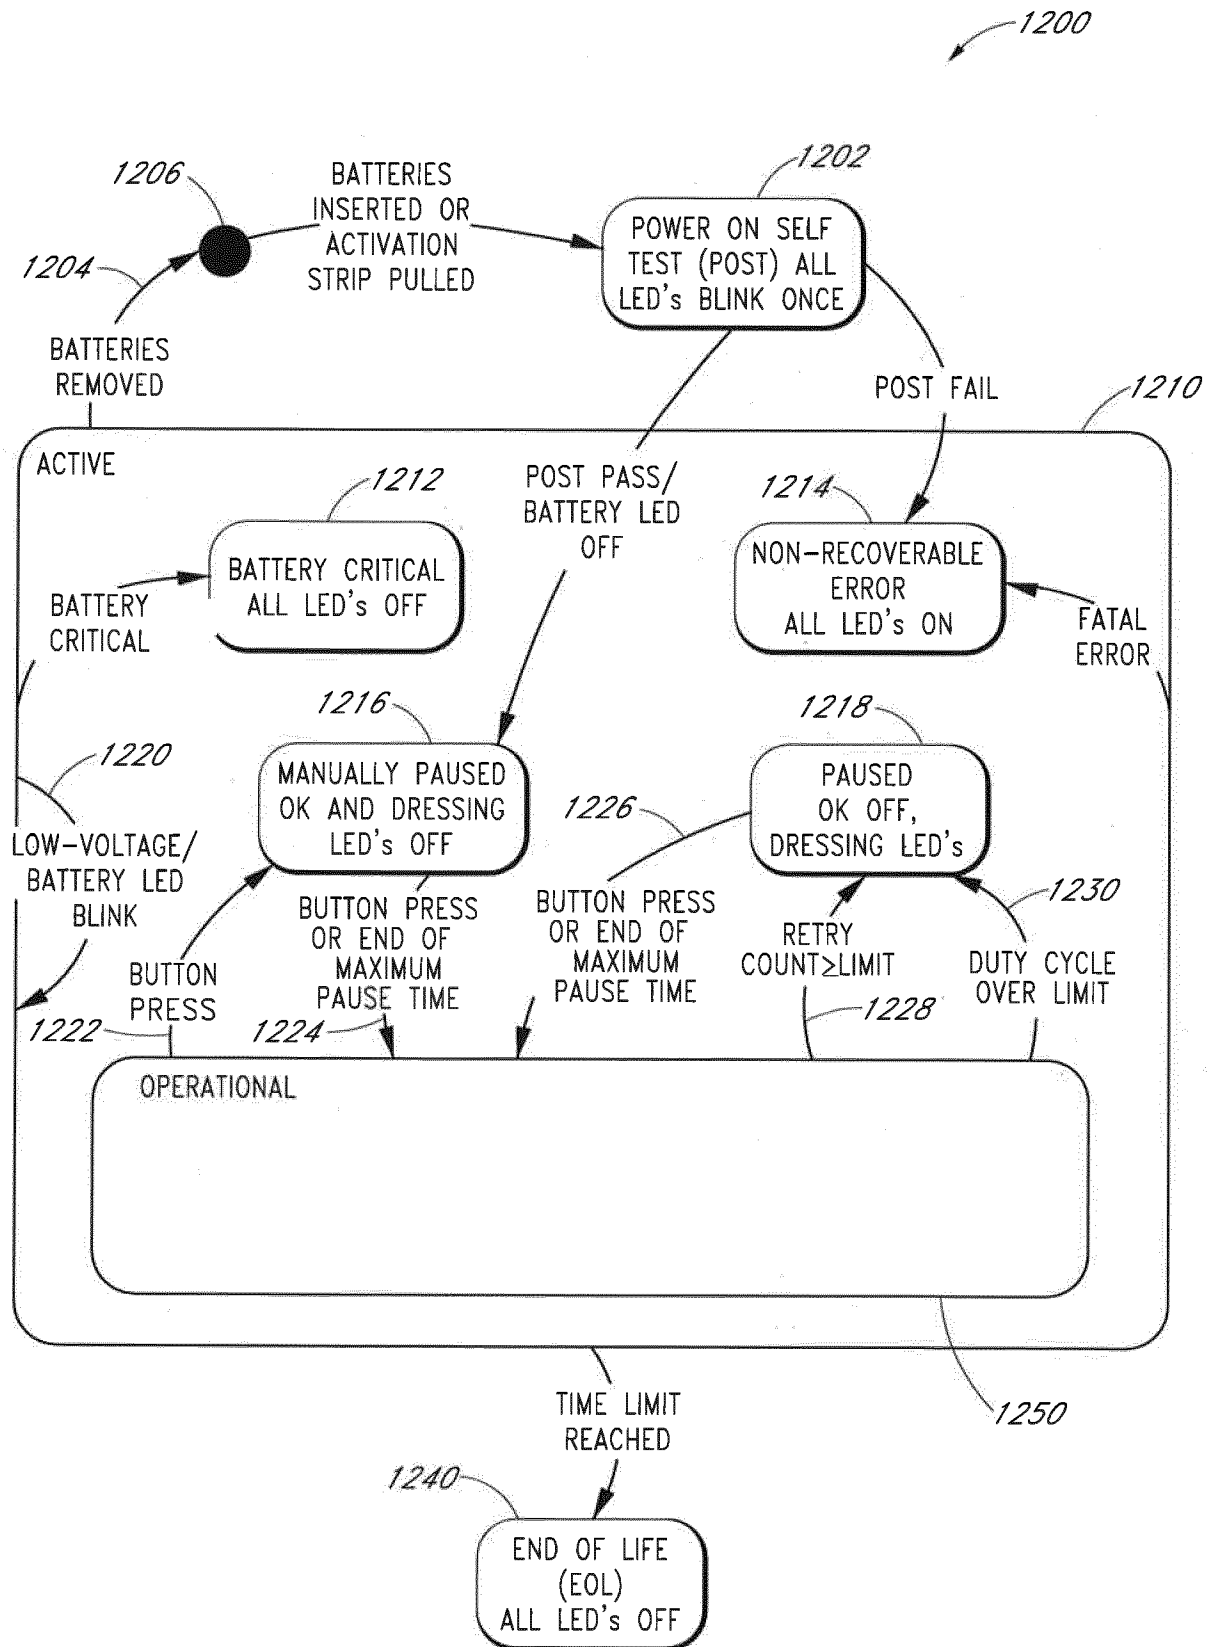 1200
1206
BATTERIES
INSERTED OR
ACTIVATION
STRIP PULLED
1202
POWER ON SELF
TEST (POST) ALL
LED's BLINK ONCE
1204
BATTERIES
REMOVED
POST FAIL
1210
ACTIVE
1212
BATTERY CRITICAL
ALL LED's OFF
POST PASS/
BATTERY LED
OFF
1214
NON-RECOVERABLE
ERROR
ALL LED's ON
BATTERY
CRITICAL
FATAL
ERROR
1216
MANUALLY PAUSED
OK AND DRESSING
LED's OFF
1218
PAUSED
OK OFF,
DRESSING LED's
1220
LOW-VOLTAGE/
BATTERY LED
BLINK
1226
BUTTON
PRESS
1222
BUTTON PRESS
OR END OF
MAXIMUM
PAUSE TIME
1224
BUTTON PRESS
OR END OF
MAXIMUM
PAUSE TIME
RETRY
COUNT≥LIMIT
1228
1230
DUTY CYCLE
OVER LIMIT
OPERATIONAL
1250
TIME LIMIT
REACHED
1240
END OF LIFE
(EOL)
ALL LED's OFF